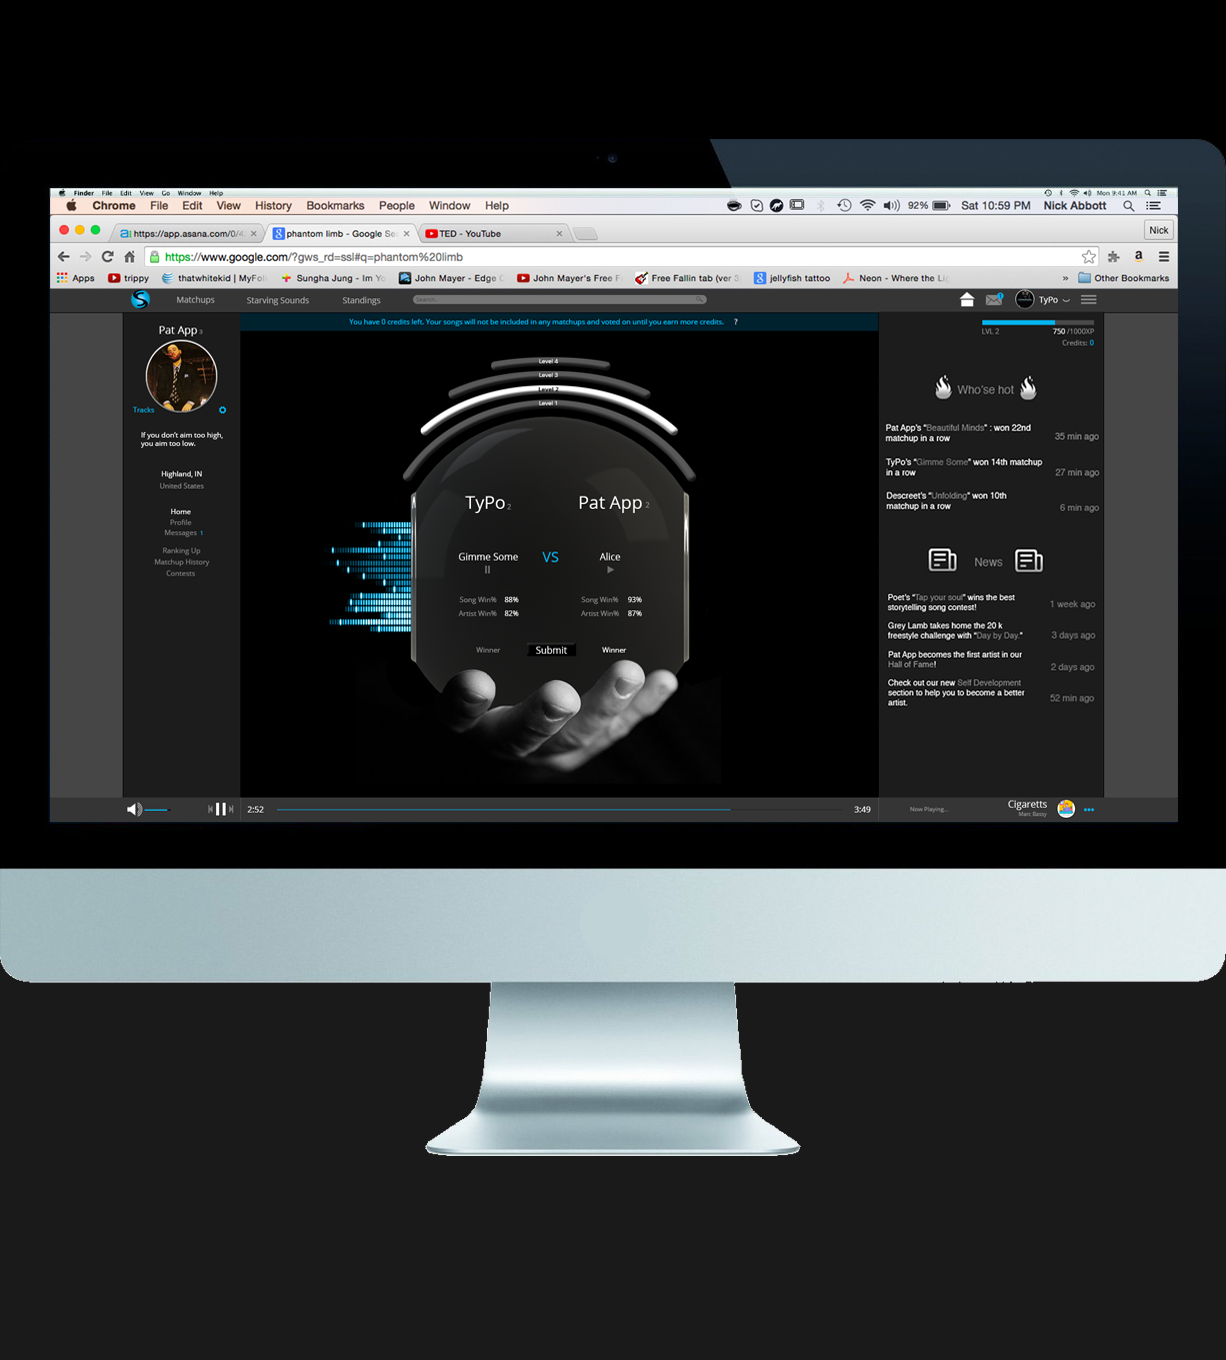 Finder File Edit View Go Window Help
Mon 9:41 AM
Chrome File Edit View History Bookmarks People Window Help
92% Sat 10:59 PM Nick Abbott
https://app.asana.com/0/4
phantom limb - Google Se
TED - YouTube
Nick
https://www.google.com/?gws_rd=ssl#q=phantom%20limb
Apps
trippy
thatwhitekid | MyFol
Sungha Jung - Im Yo
John Mayer - Edge O
John Mayer's Free F
Free Fallin tab (ver 3
jellyfish tattoo
Neon - Where the Li
»
Other Bookmarks
Matchups
Starving Sounds
Standings
Search...
TyPo
You have 0 credits left. Your songs will not be included in any matchups and voted on until you earn more credits. ?
Pat App 3
Tracks
If you don't aim too high,
you aim too low.
Highland, IN
United States
Home
Profile
Messages 1
Ranking Up
Matchup History
Contests
Level 4
Level 3
Level 2
Level 1
TyPo 2
Pat App 2
Gimme Some
VS
Alice
Song Win% 88%
Song Win% 93%
Artist Win% 82%
Artist Win% 87%
Winner
Submit
Winner
LVL 2
750 /1000XP
Credits: 0
Who'se hot
Pat App's "Beautiful Minds" : won 22nd
matchup in a row
35 min ago
TyPo's "Gimme Some" won 14th matchup
in a row
27 min ago
Descreet's "Unfolding" won 10th
matchup in a row
6 min ago
News
Poet's "Tap your soul" wins the best
storytelling song contest!
1 week ago
Grey Lamb takes home the 20 k
freestyle challenge with "Day by Day."
3 days ago
Pat App becomes the first artist in our
Hall of Fame!
2 days ago
Check out our new Self Development
section to help you to become a better
artist.
52 min ago
2:52
3:49
Now Playing...
Cigaretts
Marc Bassy